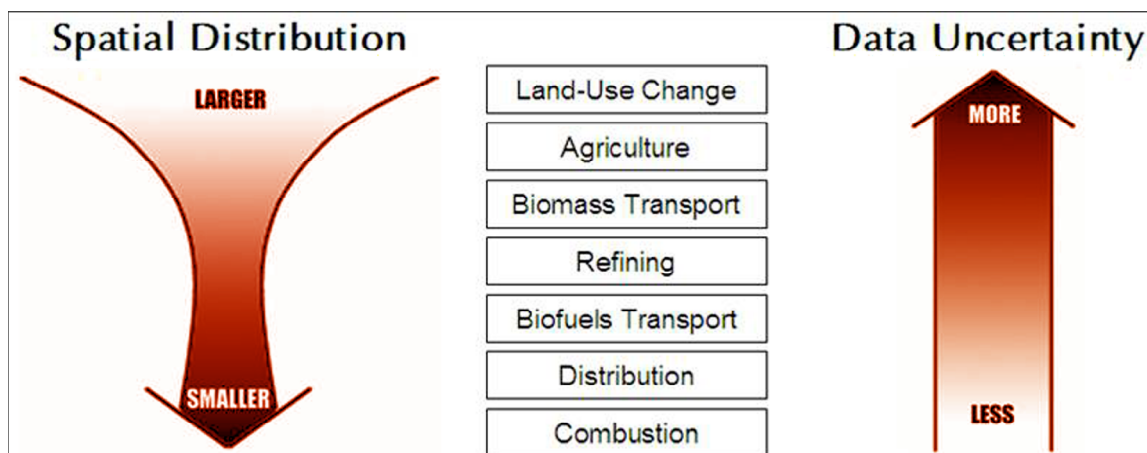 Spatial Distribution
Data Uncertainty
LARGER
SMALLER
Land-Use Change
Agriculture
Biomass Transport
Refining
Biofuels Transport
Distribution
Combustion
MORE
LESS